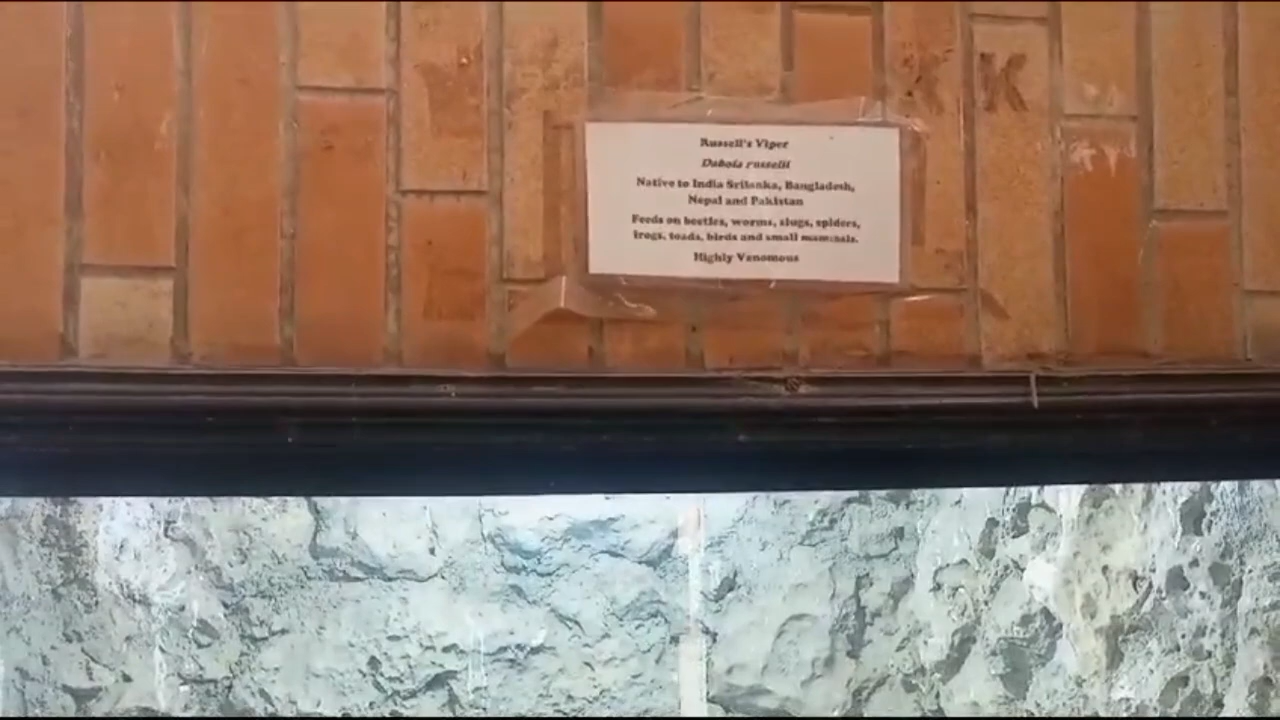 K K
Russell's Viper
Daboia russelii
Native to India Srilanka, Bangladesh,
Nepal and Pakistan
Feeds on beetles, worms, slugs, spiders,
frogs, toads, birds and small mammals.
Highly Venomous